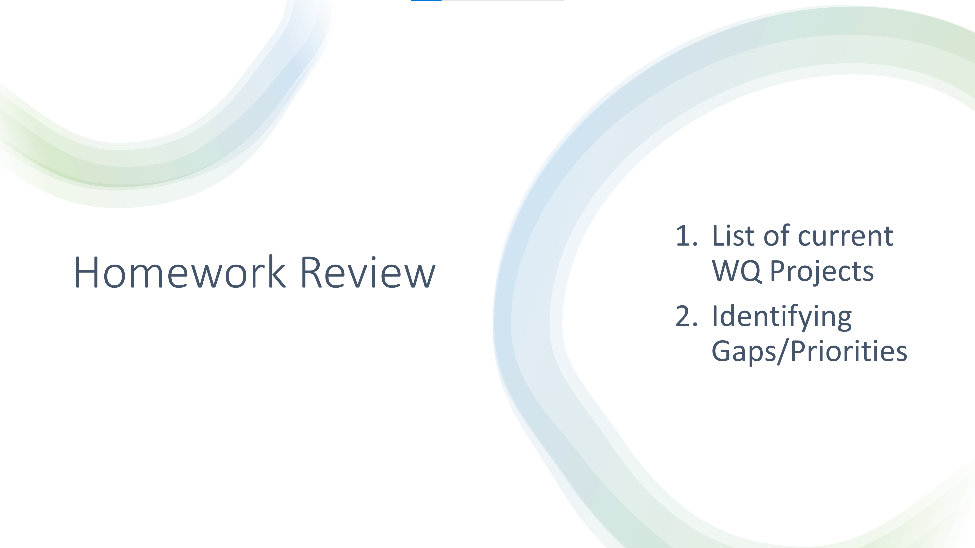 Homework Review
1. List of current
WQ Projects
2. Identifying
Gaps/Priorities